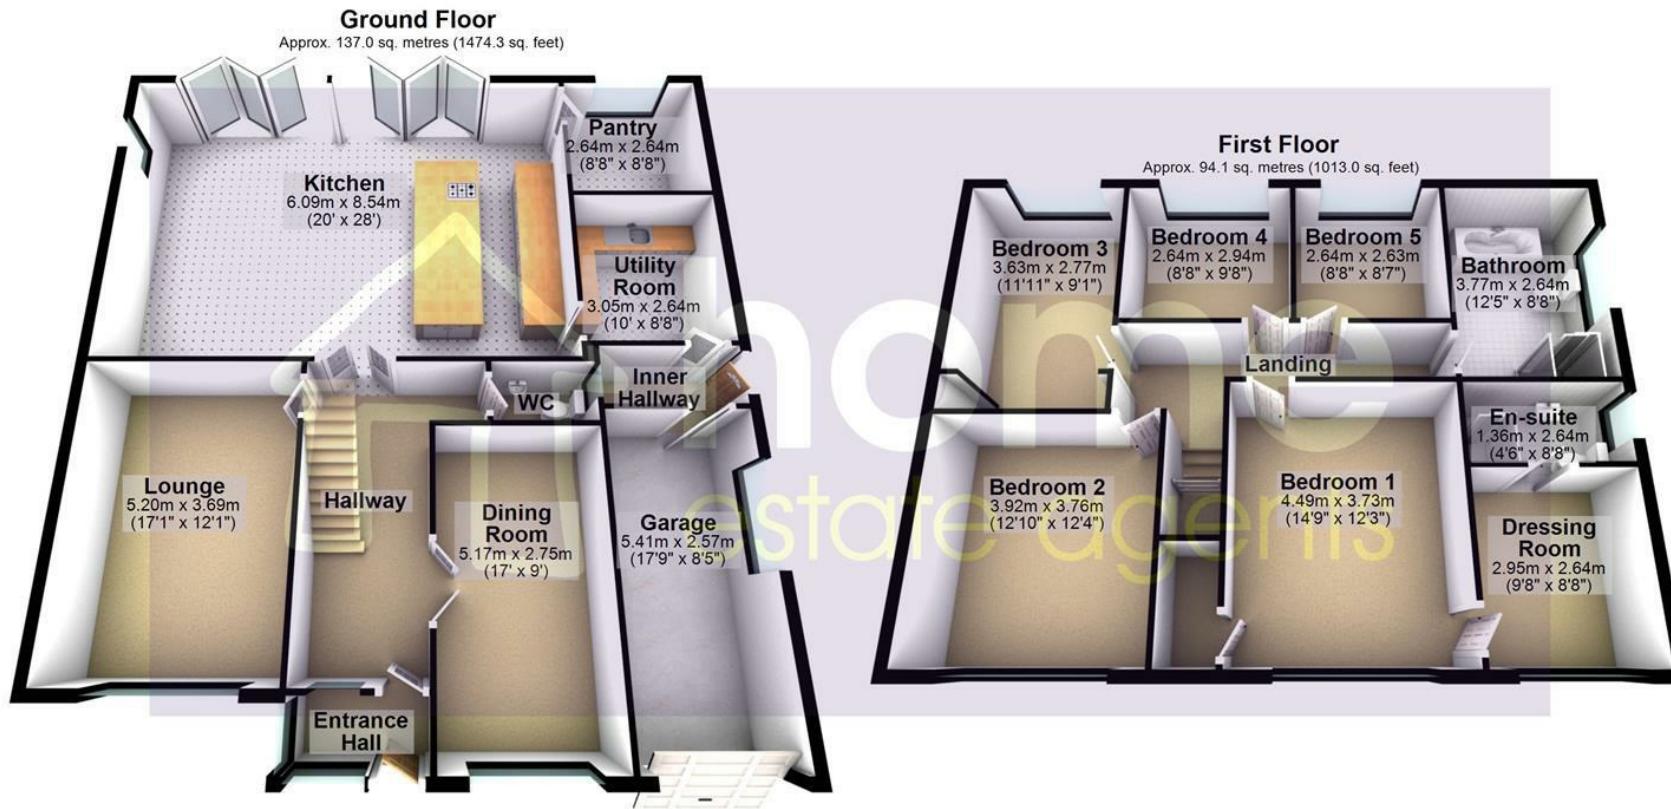 Ground Floor
Approx. 137.0 sq. metres (1474.3 sq. feet)
Pantry
2.64m x 2.64m
(8'8" x 8'8")
Kitchen
6.09m x 8.54m
(20' x 28')
Utility
Room
3.05m x 2.64m
(10' x 8'8")
Inner
Hallway
WC
Lounge
5.20m x 3.69m
(17'1" x 12'1")
Hallway
Dining
Room
5.17m x 2.75m
(17' x 9')
Garage
5.41m x 2.57m
(17'9" x 8'5")
Entrance
Hall
First Floor
Approx. 94.1 sq. metres (1013.0 sq. feet)
Bedroom 3
3.63m x 2.77m
(11'11" x 9'1")
Bedroom 4
2.64m x 2.94m
(8'8" x 9'8")
Bedroom 5
2.64m x 2.63m
(8'8" x 8'7")
Bathroom
3.77m x 2.64m
(12'5" x 8'8")
Landing
En-suite
1.36m x 2.64m
(4'6" x 8'8")
Bedroom 2
3.92m x 3.76m
(12'10" x 12'4")
Bedroom 1
4.49m x 3.73m
(14'9" x 12'3")
Dressing
Room
2.95m x 2.64m
(9'8" x 8'8")
home
estate agents